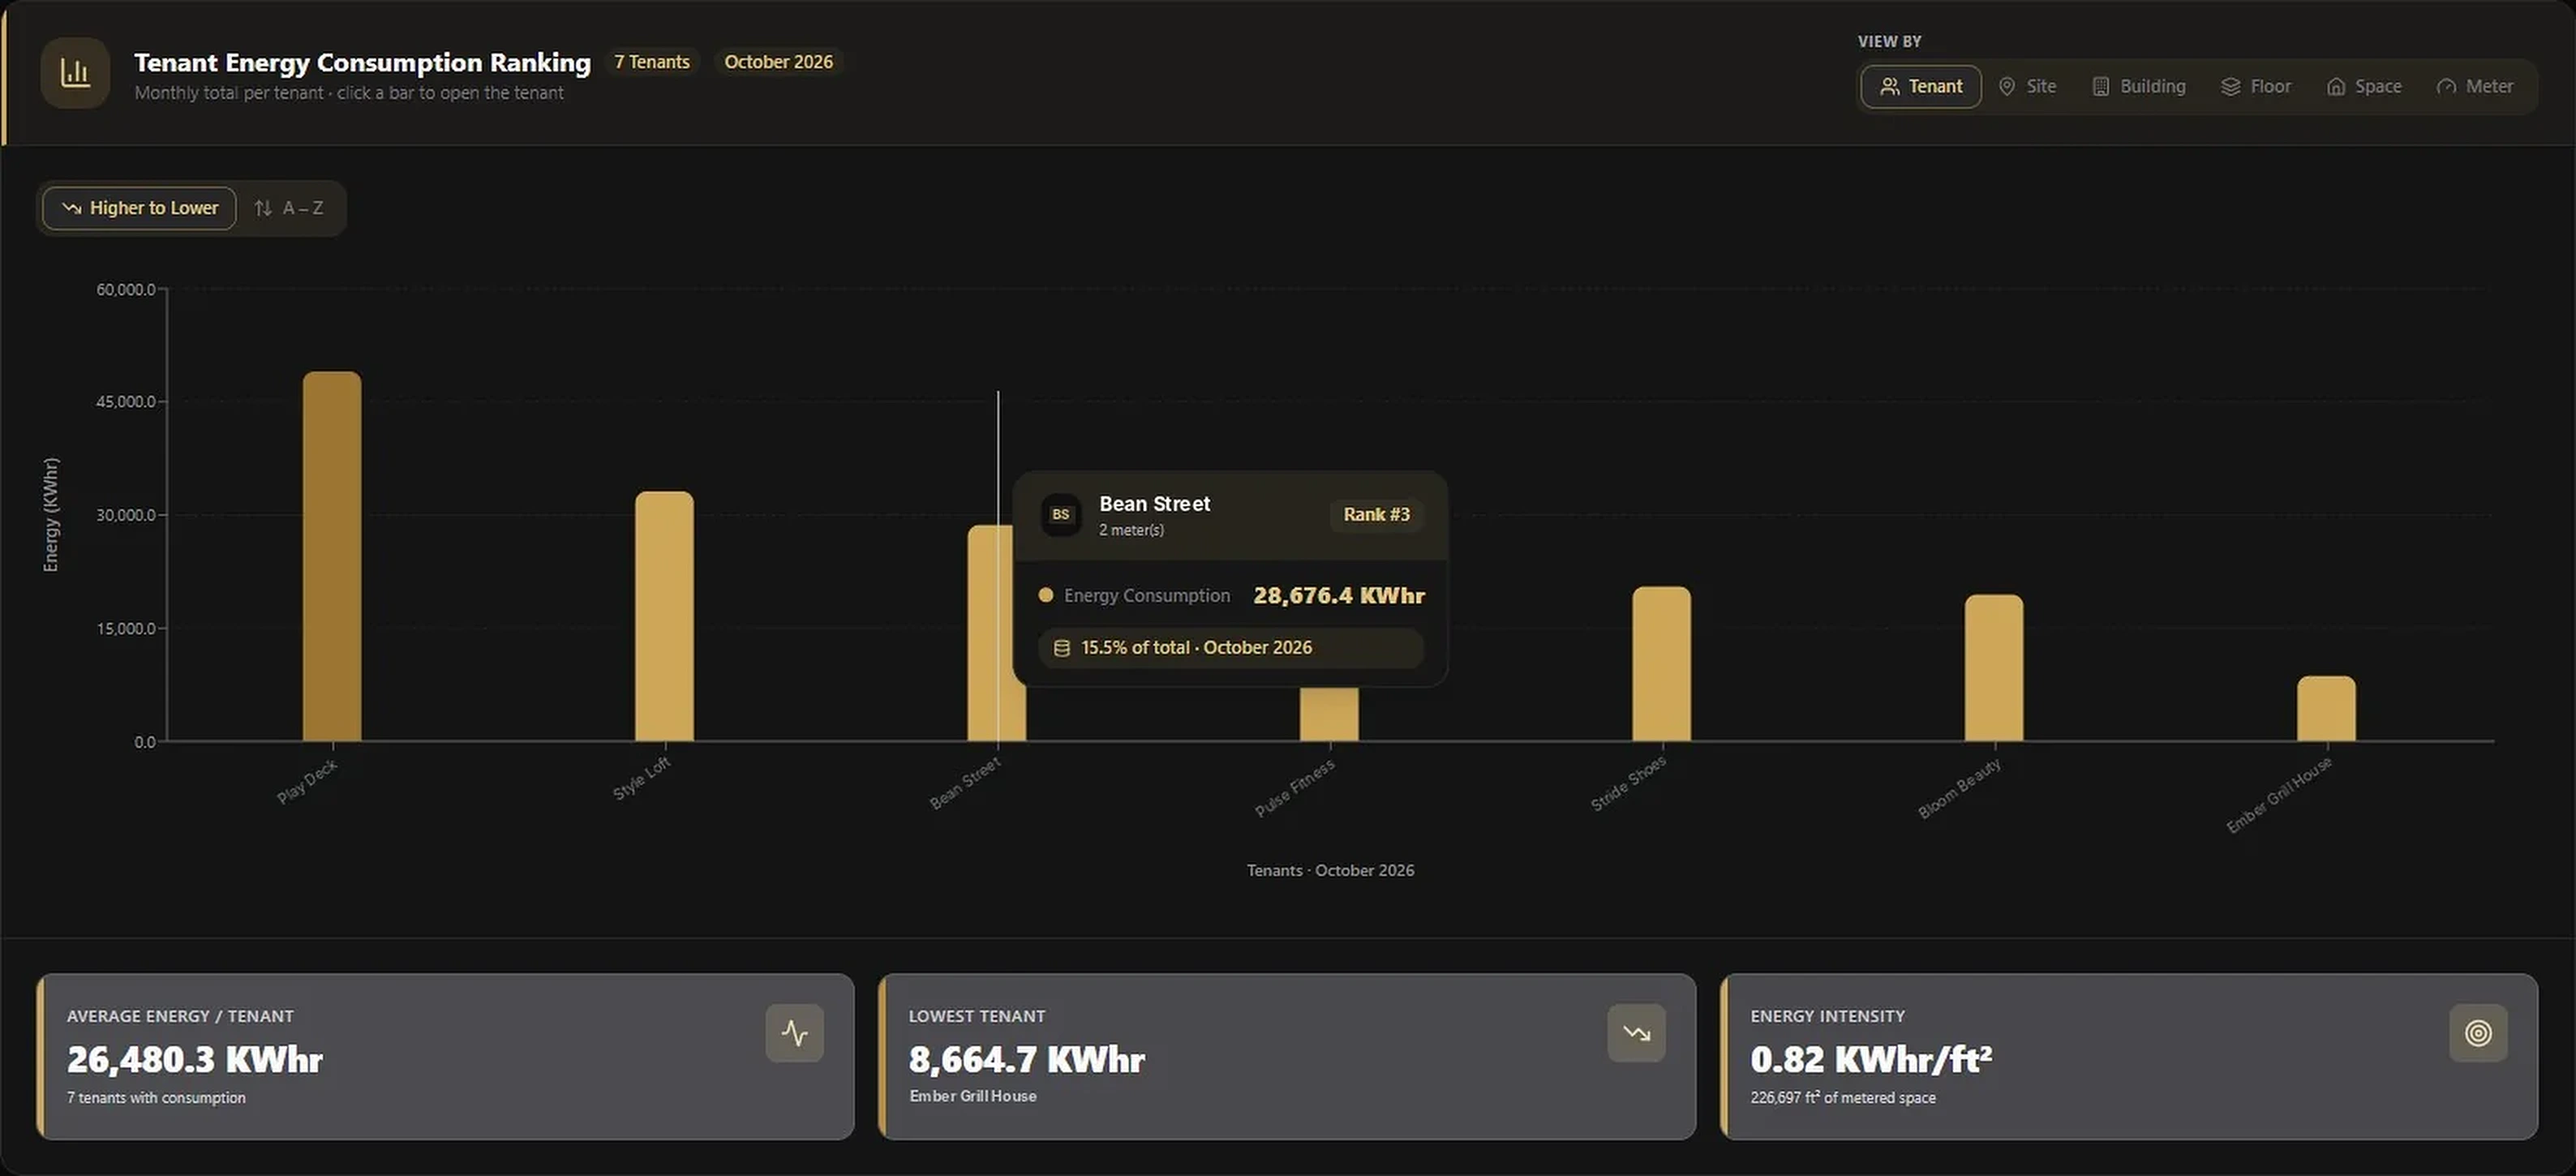 Tenant Energy Consumption Ranking 7 Tenants October 2026
Monthly total per tenant · click a bar to open the tenant
VIEW BY
Tenant Site Building Floor Space Meter
Higher to Lower A – Z
60,000.0
45,000.0
30,000.0
15,000.0
0.0
Energy (KWhr)
Bean Street
BS
Rank #3
2 meter(s)
Energy Consumption 28,676.4 KWhr
15.5% of total · October 2026
Play Deck
Style Loft
Bean Street
Pulse Fitness
Stride Shoes
Bloom Beauty
Ember Grill House
Tenants · October 2026
AVERAGE ENERGY / TENANT
26,480.3 KWhr
7 tenants with consumption
LOWEST TENANT
8,664.7 KWhr
Ember Grill House
ENERGY INTENSITY
0.82 KWhr/ft²
226,697 ft² of metered space